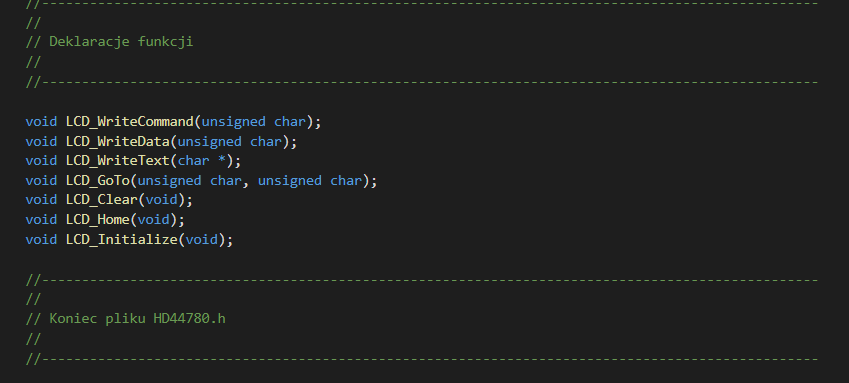 //-------------------------------------------------------------------------------------------------
//
// Deklaracje funkcji
//
//-------------------------------------------------------------------------------------------------
void LCD_WriteCommand(unsigned char);
void LCD_WriteData(unsigned char);
void LCD_WriteText(char *);
void LCD_GoTo(unsigned char, unsigned char);
void LCD_Clear(void);
void LCD_Home(void);
void LCD_Initialize(void);
//-------------------------------------------------------------------------------------------------
//
// Koniec pliku HD44780.h
//
//-------------------------------------------------------------------------------------------------